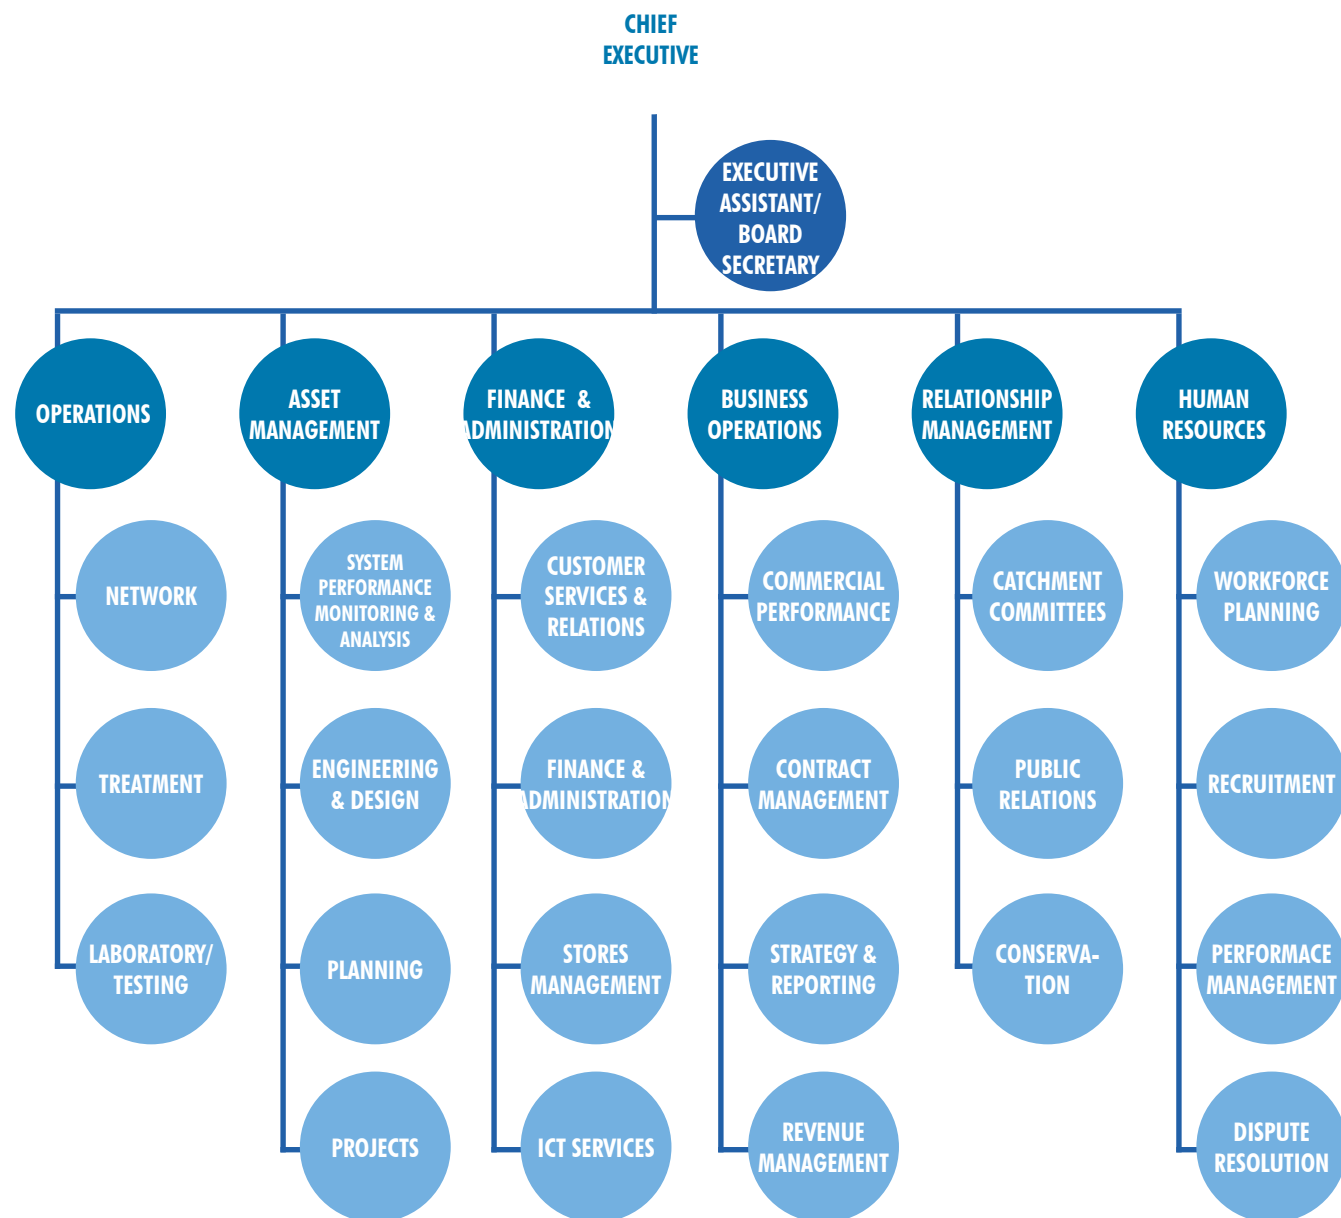 CHIEF
EXECUTIVE
EXECUTIVE
ASSISTANT/
BOARD
SECRETARY
OPERATIONS
ASSET
MANAGEMENT
FINANCE &
ADMINISTRATION
BUSINESS
OPERATIONS
RELATIONSHIP
MANAGEMENT
HUMAN
RESOURCES
NETWORK
SYSTEM
PERFORMANCE
MONITORING &
ANALYSIS
CUSTOMER
SERVICES &
RELATIONS
COMMERCIAL
PERFORMANCE
CATCHMENT
COMMITTEES
WORKFORCE
PLANNING
TREATMENT
ENGINEERING
& DESIGN
FINANCE &
ADMINISTRATION
CONTRACT
MANAGEMENT
PUBLIC
RELATIONS
RECRUITMENT
LABORATORY/
TESTING
PLANNING
STORES
MANAGEMENT
STRATEGY &
REPORTING
CONSERVA-
TION
PERFORMACE
MANAGEMENT
PROJECTS
ICT SERVICES
REVENUE
MANAGEMENT
DISPUTE
RESOLUTION